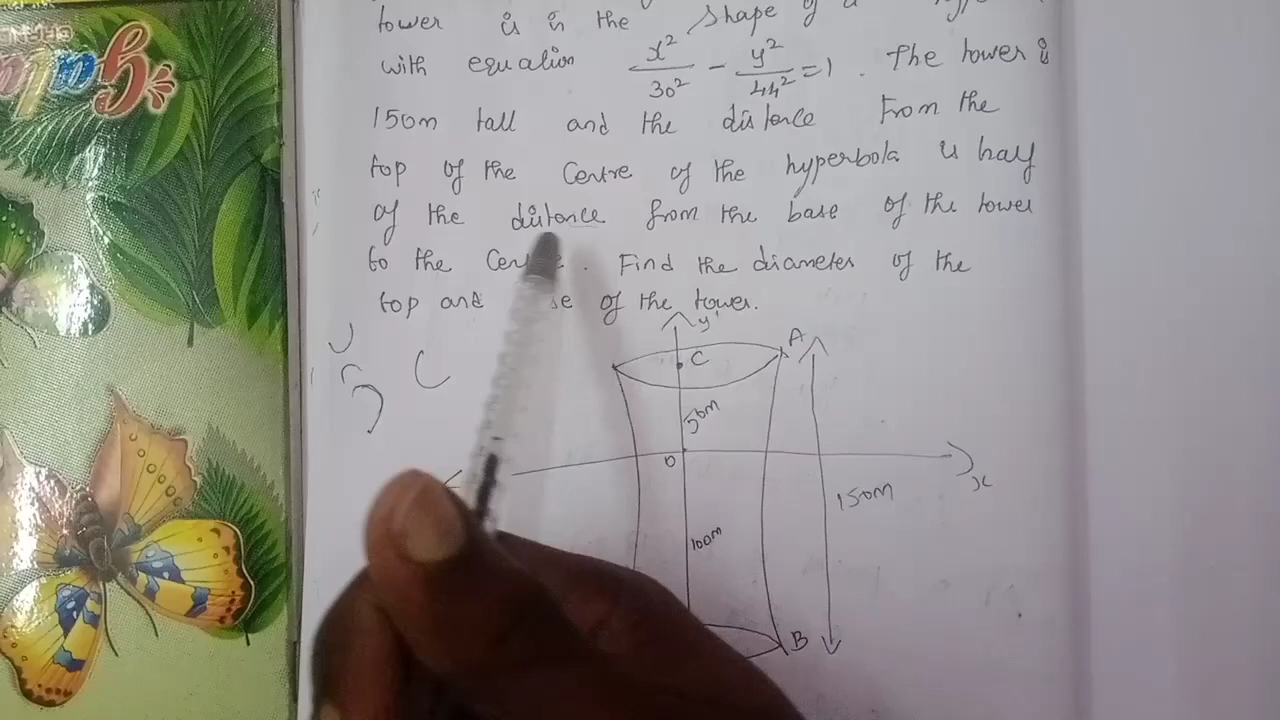 tower is in the shape of a
with equation x²/30² - y²/44² = 1. The tower is
150m tall and the distance from the
top of the centre of the hyperbola is half
of the distance from the base of the tower
to the . Find the diameter of the
top and of the tower.
y'
A
C
50m
O
x
150m
100m
B